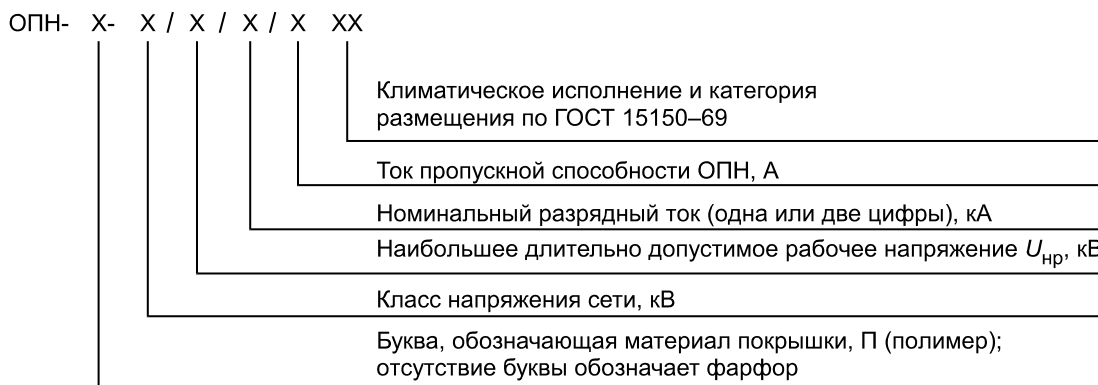 ОПН- Х- Х / Х / Х / Х ХХ
Климатическое исполнение и категория
размещения по ГОСТ 15150–69
Ток пропускной способности ОПН, А
Номинальный разрядный ток (одна или две цифры), кА
Наибольшее длительно допустимое рабочее напряжение Uнр, кВ
Класс напряжения сети, кВ
Буква, обозначающая материал покрышки, П (полимер);
отсутствие буквы обозначает фарфор